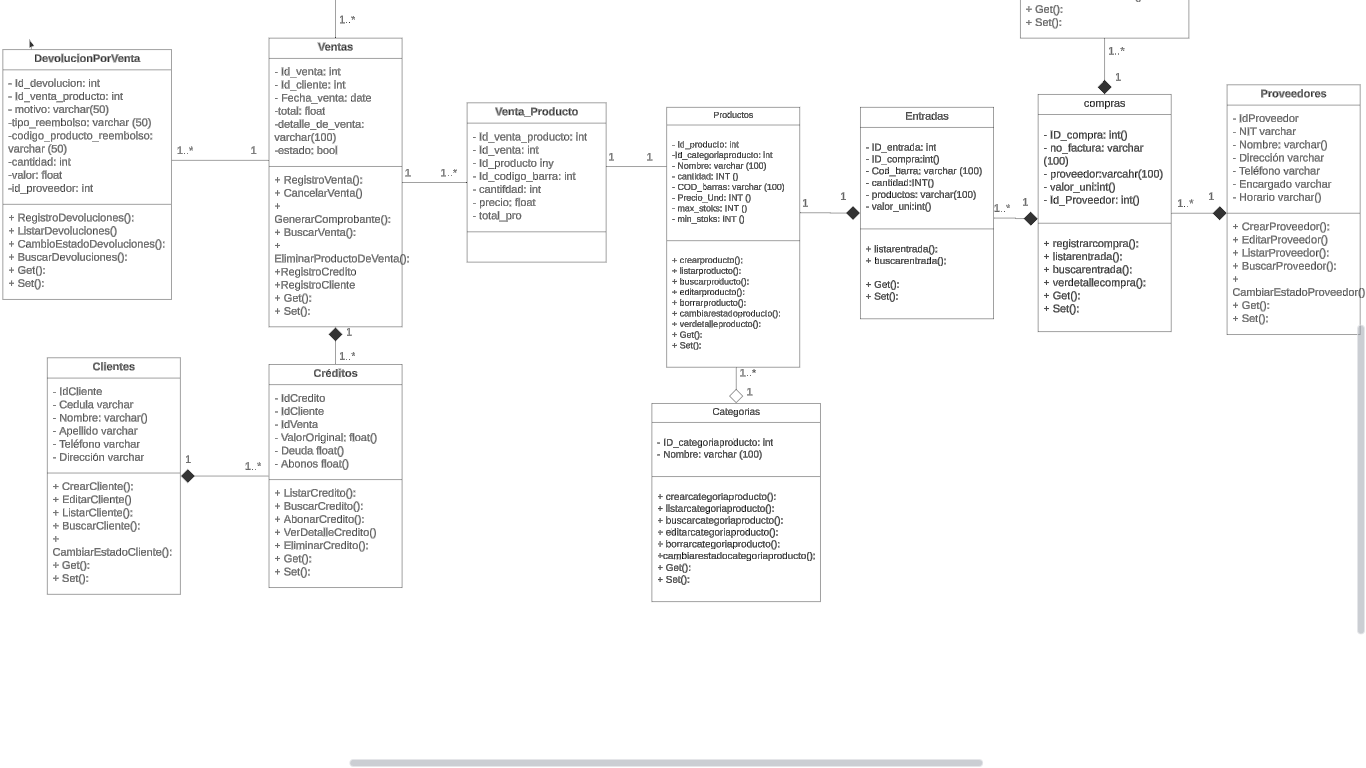 1..*
+ Get():
+ Set():
1..*
1
DevolucionPorVenta
- Id_devolucion: int
- Id_venta_producto: int
- motivo: varchar(50)
-tipo_reembolso: varchar (50)
-codigo_producto_reembolso:
varchar (50)
-cantidad: int
-valor: float
-id_proveedor: int
+ RegistroDevoluciones():
+ ListarDevoluciones()
+ CambioEstadoDevoluciones():
+ BuscarDevoluciones():
+ Get():
+ Set():
1..*
1
Ventas
- Id_venta: int
- Id_cliente: int
- Fecha_venta: date
-total: float
-detalle_de_venta:
varchar(100)
-estado: bool
+ RegistroVenta():
+ CancelarVenta()
+
GenerarComprobante():
+ BuscarVenta():
+
EliminarProductoDeVenta():
+RegistroCredito
+RegistroCliente
+ Get():
+ Set():
1
1..*
Venta_Producto
- Id_venta_producto: int
- Id_venta: int
- Id_producto iny
- Id_codigo_barra: int
- cantifdad: int
- precio: float
- total_pro
1
1
Productos
- Id_producto: int
-Id_categoriaproducto: int
- Nombre: varchar (100)
- cantidad: INT ()
- COD_barras: varchar (100)
- Precio_Und: INT ()
- max_stoks: INT ()
- min_stoks: INT ()
+ crearproducto():
+ listarproducto():
+ buscarproducto():
+ editarproducto():
+ borrarproducto():
+ cambiarestadoproducto():
+ verdetalleproducto():
+ Get():
+ Set():
1
1
Entradas
- ID_entrada: int
- ID_compra:int()
- Cod_barra: varchar (100)
- cantidad:INT()
- productos: varchar(100)
- valor_uni:int()
+ listarentrada():
+ buscarentrada():
+ Get():
+ Set():
1..*
1
compras
- ID_compra: int()
- no_factura: varchar
(100)
- proveedor:varcahr(100)
- valor_uni:int()
- Id_Proveedor: int()
+ registrarcompra():
+ listarentrada():
+ buscarentrada():
+ verdetallecompra():
+ Get():
+ Set():
1..*
1
Proveedores
- IdProveedor
- NIT varchar
- Nombre: varchar()
- Dirección varchar
- Teléfono varchar
- Encargado varchar
- Horario varchar()
+ CrearProveedor():
+ EditarProveedor()
+ ListarProveedor():
+ BuscarProveedor():
+
CambiarEstadoProveedor()
+ Get():
+ Set():
1
1..*
Clientes
- IdCliente
- Cedula varchar
- Nombre: varchar()
- Apellido varchar
- Teléfono varchar
- Dirección varchar
+ CrearCliente():
+ EditarCliente()
+ ListarCliente():
+ BuscarCliente():
+
CambiarEstadoCliente():
+ Get():
+ Set():
1
1..*
Créditos
- IdCredito
- IdCliente
- IdVenta
- ValorOriginal: float()
- Deuda float()
- Abonos float()
+ ListarCredito():
+ BuscarCredito():
+ AbonarCredito():
+ VerDetalleCredito()
+ EliminarCredito():
+ Get():
+ Set():
1..*
1
Categorias
- ID_categoriaproducto: int
- Nombre: varchar (100)
+ crearcategoriaproducto():
+ listarcategoriaproducto():
+ buscarcategoriaproducto():
+ editarcategoriaproducto():
+ borrarcategoriaproducto():
+cambiarestadocategoriaproducto():
+ Get():
+ Set():